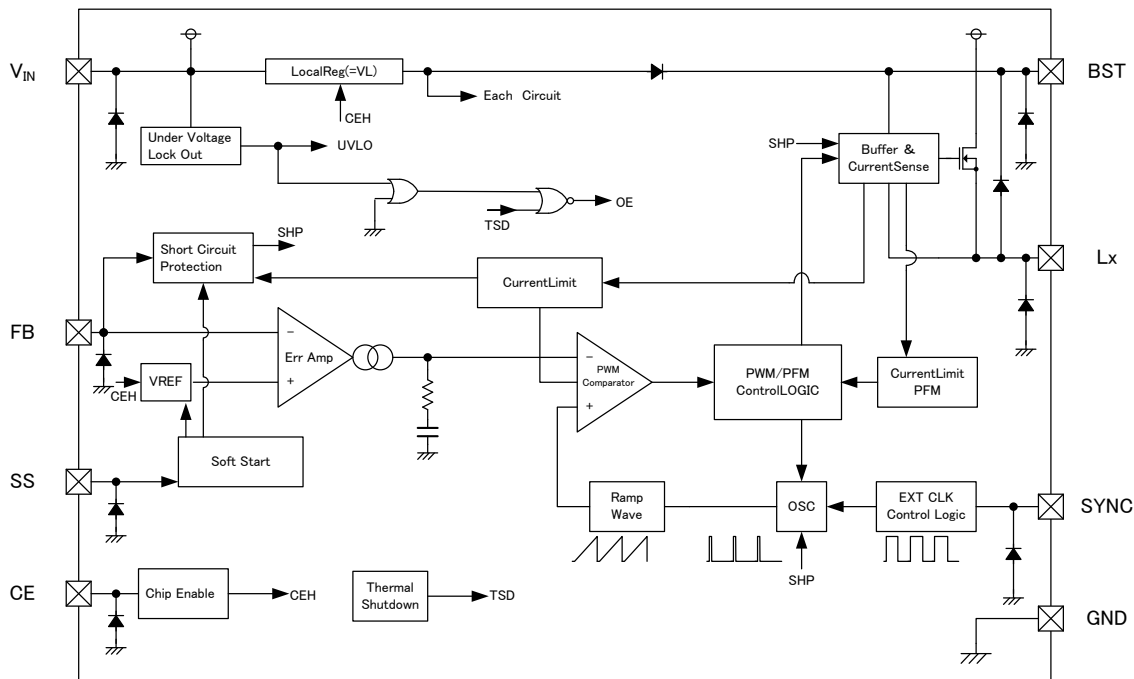 VIN
LocalReg(=VL)
BST
Each Circuit
CEH
Under Voltage
Lock Out
UVLO
SHP
Buffer &
CurrentSense
OE
TSD
SHP
Short Circuit
Protection
CurrentLimit
Lx
FB
−
Err Amp
+
−
PWM
Comparator
+
PWM/PFM
ControlLOGIC
CurrentLimit
PFM
CEH
VREF
Soft Start
SS
Ramp
Wave
OSC
EXT CLK
Control Logic
SYNC
SHP
CE
Chip Enable
CEH
Thermal
Shutdown
TSD
GND